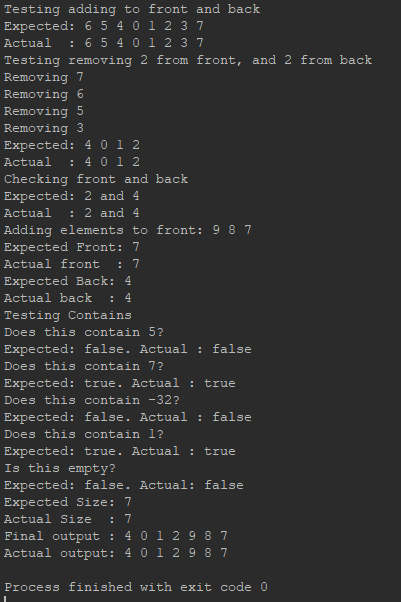 Testing adding to front and back
Expected: 6 5 4 0 1 2 3 7
Actual  : 6 5 4 0 1 2 3 7
Testing removing 2 from front, and 2 from back
Removing 7
Removing 6
Removing 5
Removing 3
Expected: 4 0 1 2
Actual  : 4 0 1 2
Checking front and back
Expected: 2 and 4
Actual  : 2 and 4
Adding elements to front: 9 8 7
Expected Front: 7
Actual front  : 7
Expected Back: 4
Actual back  : 4
Testing Contains
Does this contain 5?
Expected: false. Actual : false
Does this contain 7?
Expected: true. Actual : true
Does this contain -32?
Expected: false. Actual : false
Does this contain 1?
Expected: true. Actual : true
Is this empty?
Expected: false. Actual: false
Expected Size: 7
Actual Size  : 7
Final output : 4 0 1 2 9 8 7
Actual output: 4 0 1 2 9 8 7
Process finished with exit code 0